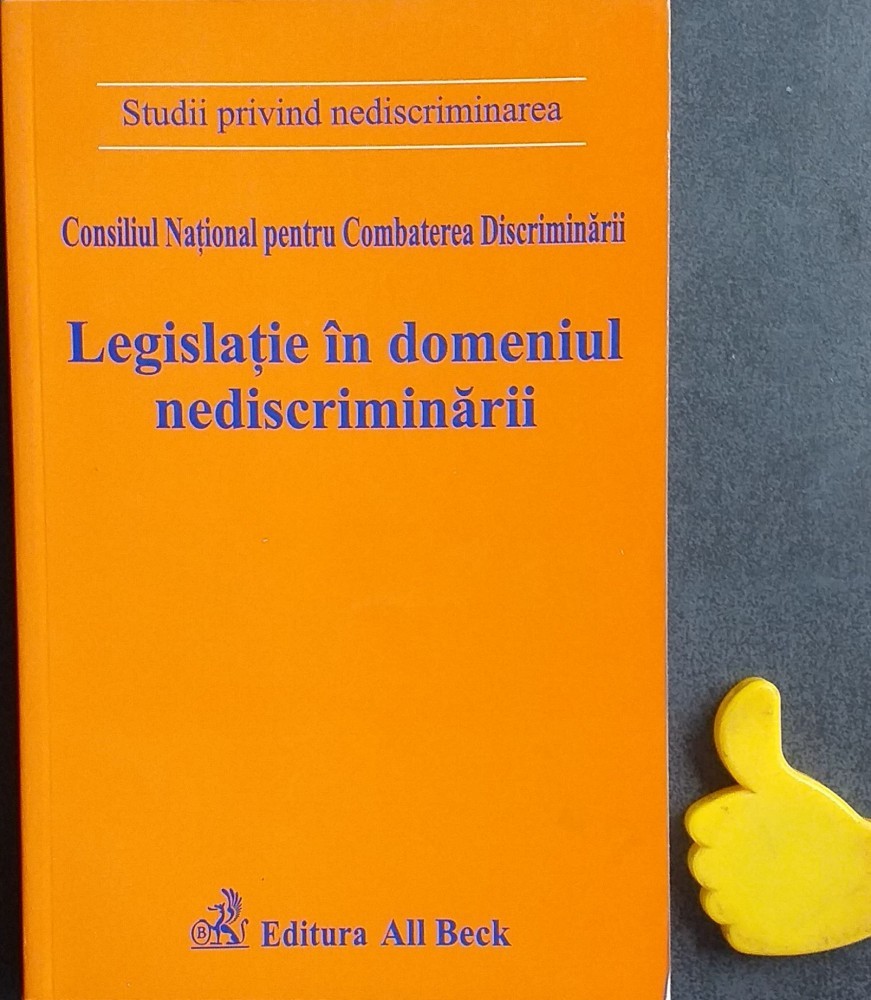 Studii privind nediscriminarea
Consiliul Național pentru Combaterea Discriminării
Legislație în domeniul
nediscriminării
B
Editura All Beck